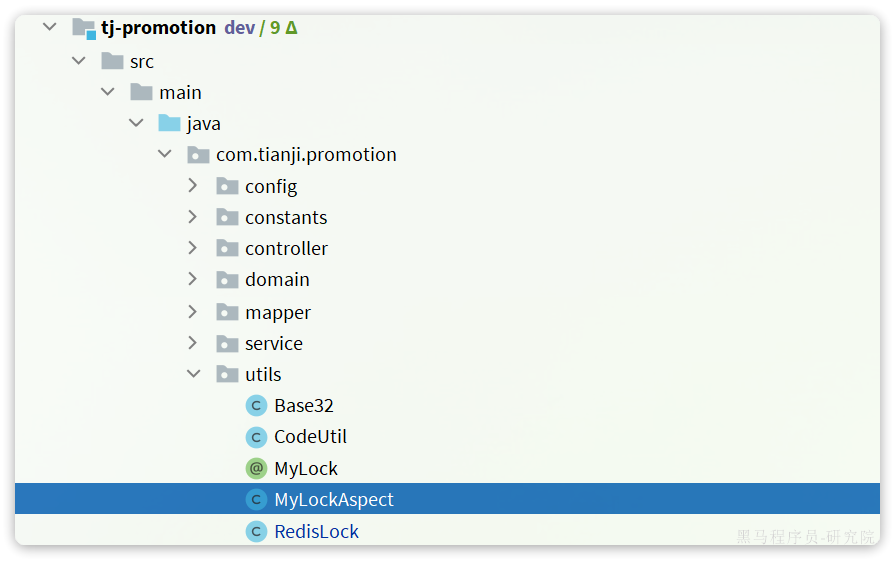 tj-promotion dev / 9 Δ
src
main
java
com.tianji.promotion
config
constants
controller
domain
mapper
service
utils
C Base32
C CodeUtil
@ MyLock
C MyLockAspect
C RedisLock
黑马程序员-研究院